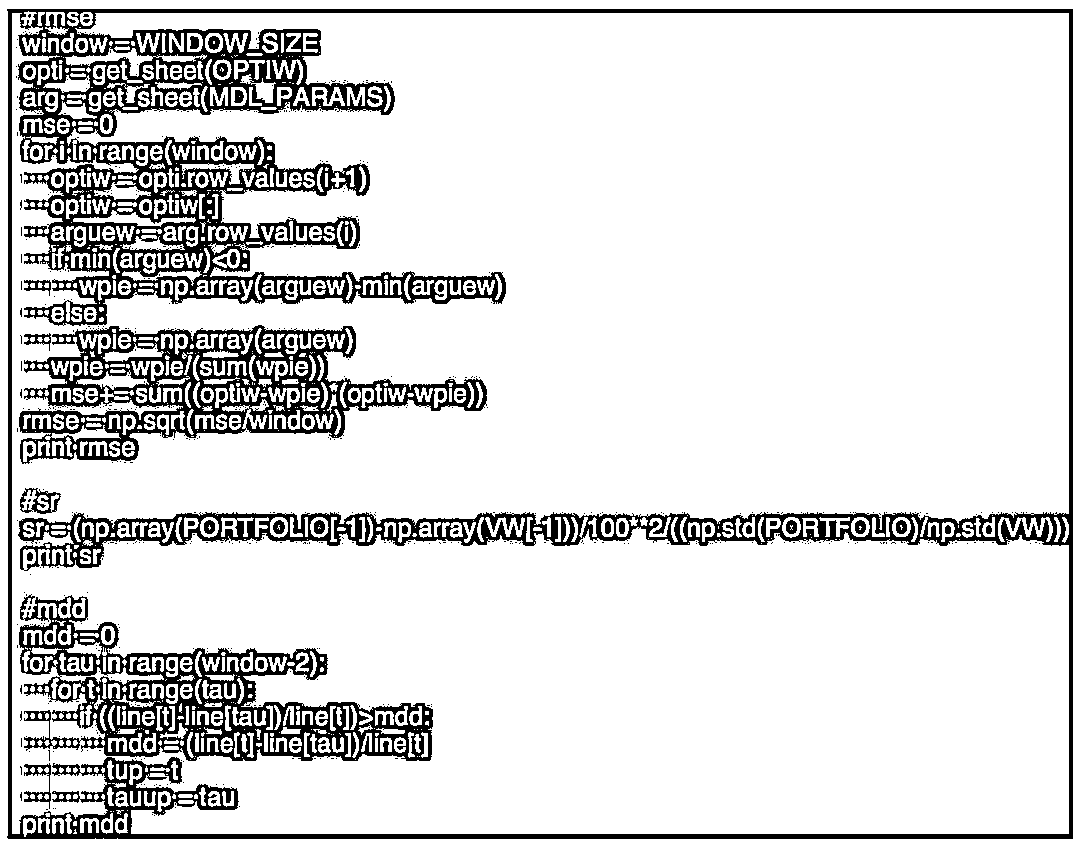 #rmse
window = WINDOW_SIZE
opti = get_sheet(OPTIW)
arg = get_sheet(MDL_PARAMS)
mse = 0
for i in range(window):
    optiw = opti.row_values(i+1)
    optiw = optiw[:]
    arguew = arg.row_values(i)
    if min(arguew)<0:
        wpie = np.array(arguew)-min(arguew)
    else:
        wpie = np.array(arguew)
    wpie = wpie/(sum(wpie))
    mse+= sum((optiw-wpie)*(optiw-wpie))
rmse = np.sqrt(mse/window)
print rmse

#sr
sr = (np.array(PORTFOLIO[-1])-np.array(VW[-1]))/100**2/((np.std(PORTFOLIO)/np.std(VW)))
print sr

#mdd
mdd = 0
for tau in range(window-2):
    for t in range(tau):
        if ((line[t]-line[tau])/line[t])>mdd:
            mdd = (line[t]-line[tau])/line[t]
            tup = t
            tauup = tau
print mdd